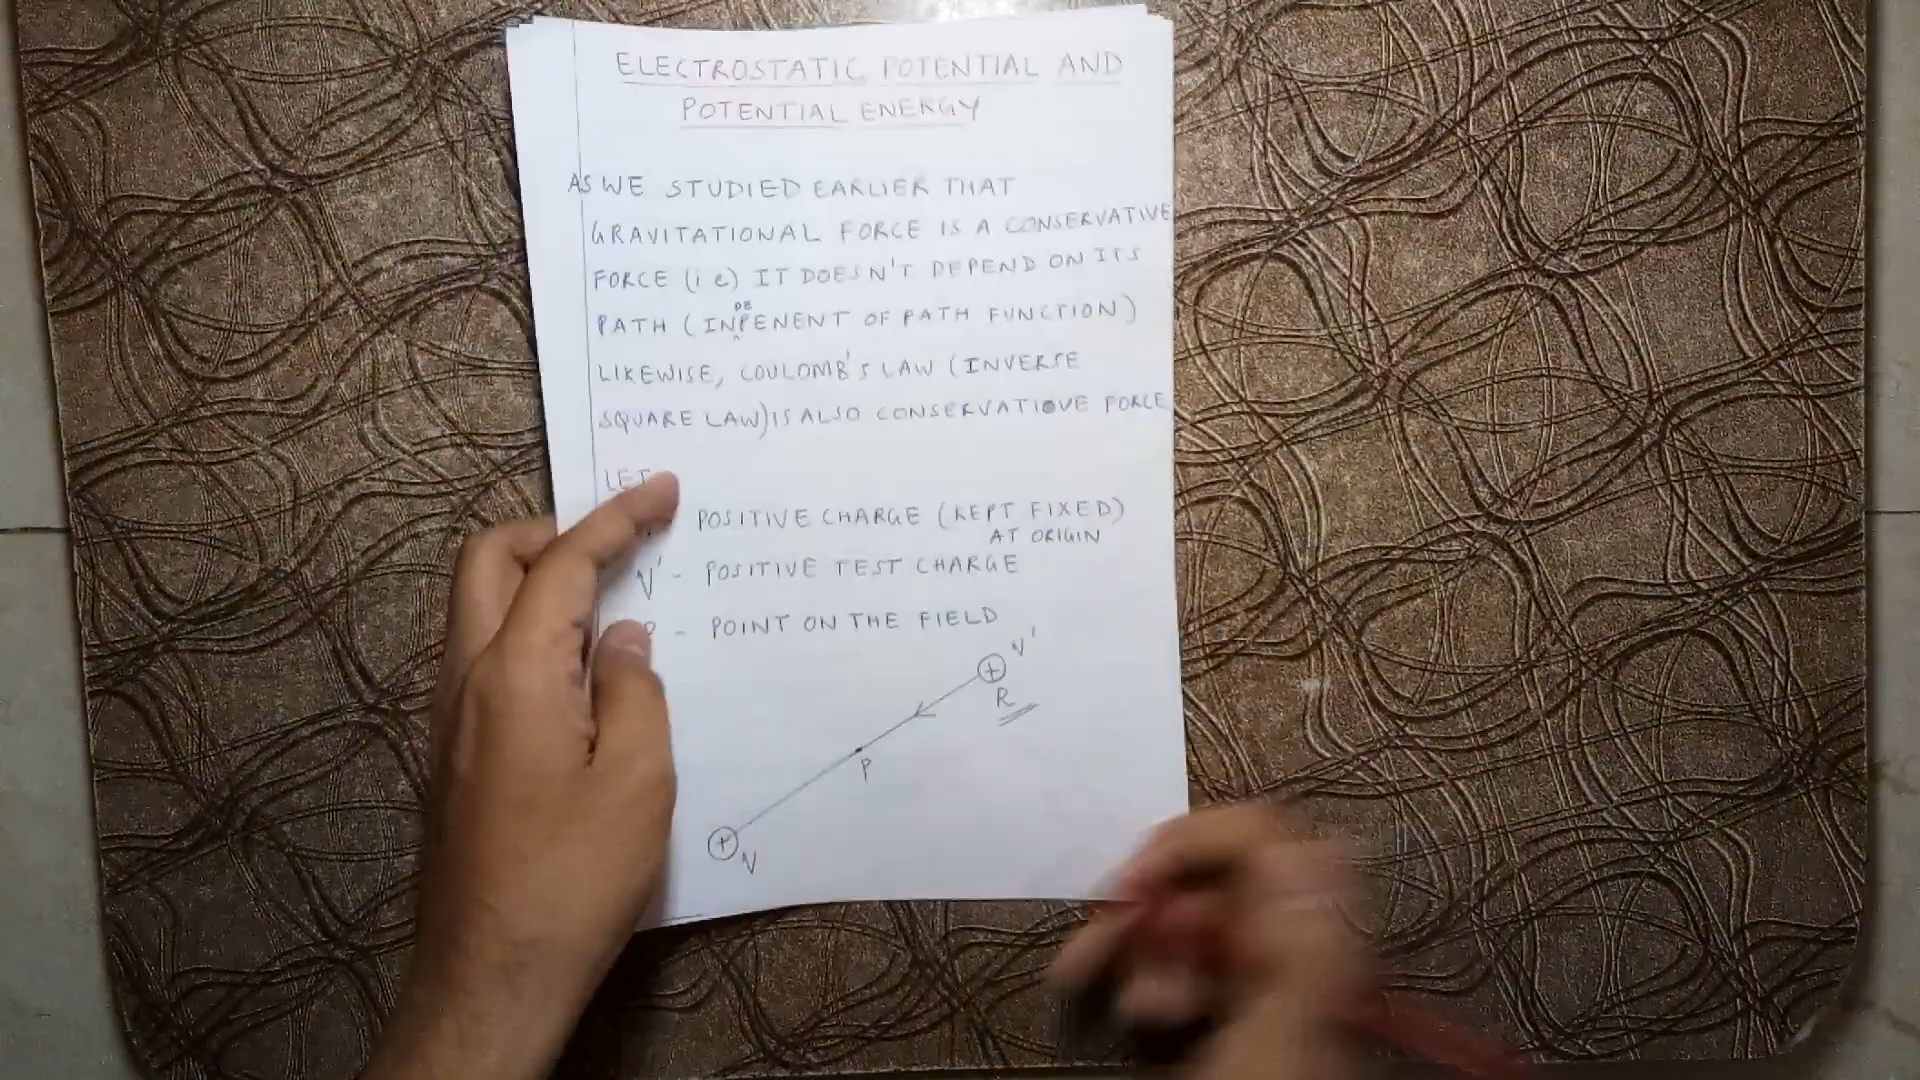 ELECTROSTATIC POTENTIAL AND
POTENTIAL ENERGY
AS WE STUDIED EARLIER THAT
GRAVITATIONAL FORCE IS A CONSERVATIVE
FORCE (i e) IT DOESN'T DEPEND ON ITS
DE
PATH (INPENENT OF PATH FUNCTION)
LIKEWISE, COULOMB'S LAW (INVERSE
SQUARE LAW) IS ALSO CONSERVATIOVE FORCE
LET
POSITIVE CHARGE (KEPT FIXED)
AT ORIGIN
V' - POSITIVE TEST CHARGE
P - POINT ON THE FIELD
V'
+
R
P
+
V